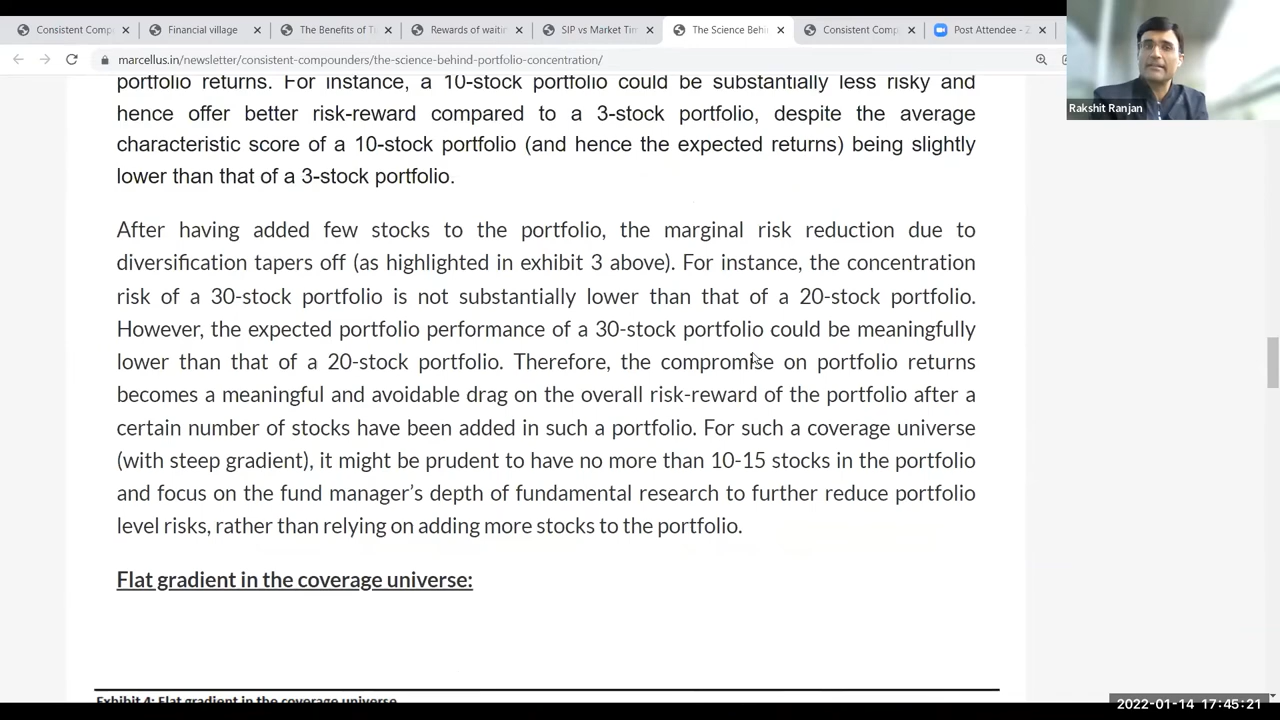 Consistent Comp
Financial village
The Benefits of T
Rewards of waitin
SIP vs Market Tim
The Science Behi
Consistent Comp
Post Attendee - Z
marcellus.in/newsletter/consistent-compounders/the-science-behind-portfolio-concentration/
Rakshit Ranjan
portfolio returns. For instance, a 10-stock portfolio could be substantially less risky and
hence offer better risk-reward compared to a 3-stock portfolio, despite the average
characteristic score of a 10-stock portfolio (and hence the expected returns) being slightly
lower than that of a 3-stock portfolio.
After having added few stocks to the portfolio, the marginal risk reduction due to
diversification tapers off (as highlighted in exhibit 3 above). For instance, the concentration
risk of a 30-stock portfolio is not substantially lower than that of a 20-stock portfolio.
However, the expected portfolio performance of a 30-stock portfolio could be meaningfully
lower than that of a 20-stock portfolio. Therefore, the compromise on portfolio returns
becomes a meaningful and avoidable drag on the overall risk-reward of the portfolio after a
certain number of stocks have been added in such a portfolio. For such a coverage universe
(with steep gradient), it might be prudent to have no more than 10-15 stocks in the portfolio
and focus on the fund manager's depth of fundamental research to further reduce portfolio
level risks, rather than relying on adding more stocks to the portfolio.
Flat gradient in the coverage universe:
Exhibit 4: Flat gradient in the coverage universe
2022-01-14 17:45:21